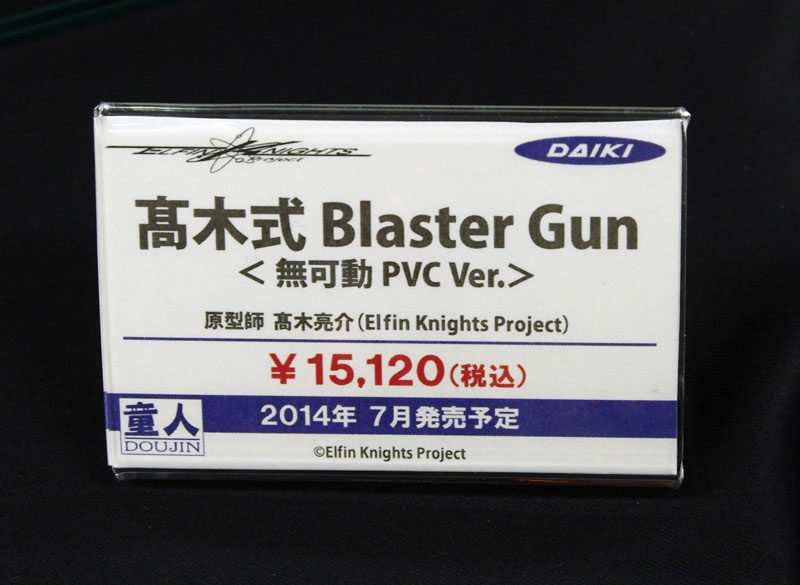 ELFIN KNIGHTS
Project
DAIKI
髙木式 Blaster Gun
＜無可動 PVC Ver.＞
原型師 髙木亮介（Elfin Knights Project）
¥15,120（税込）
童人
DOUJIN
2014年 7月発売予定
©Elfin Knights Project